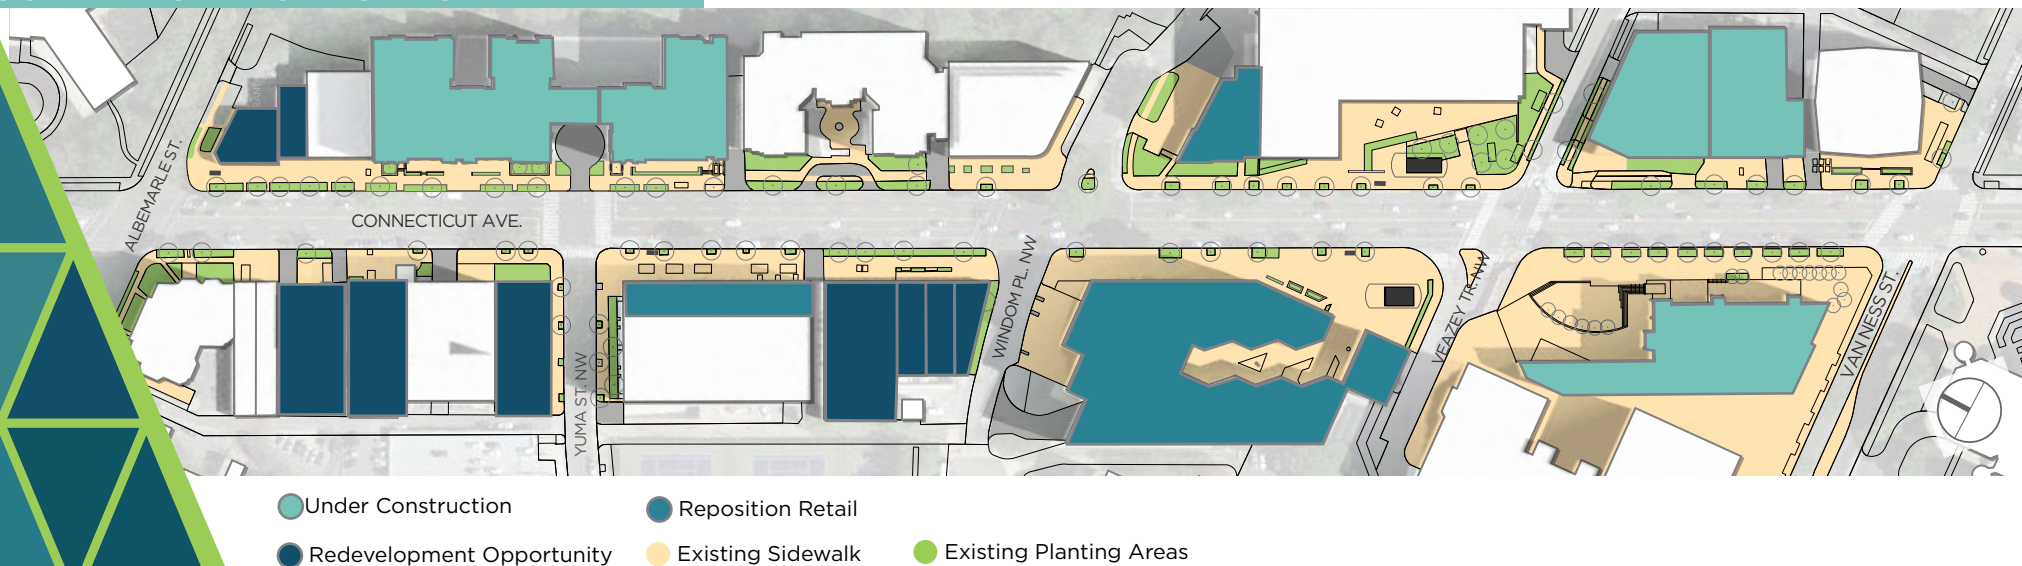 ALBEMARLE ST.
CONNECTICUT AVE.
YUMA ST. NW
WINDOM PL. NW
VEAZEY TR. NW
VAN NESS ST.
Under Construction
Reposition Retail
Redevelopment Opportunity
Existing Sidewalk
Existing Planting Areas